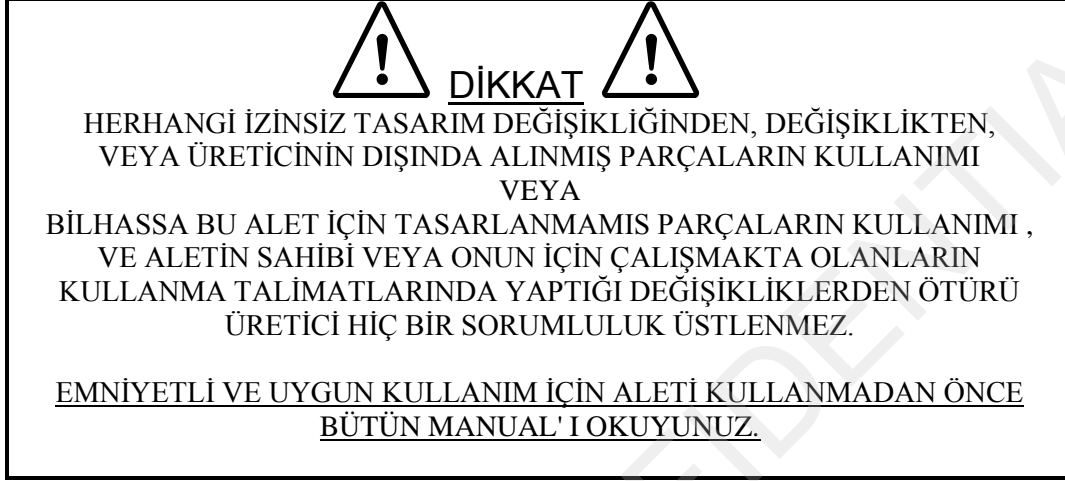 DİKKAT
HERHANGİ İZİNSİZ TASARIM DEĞİŞİKLİĞİNDEN, DEĞİŞİKLİKTEN,
VEYA ÜRETİCİNİN DIŞINDA ALINMIŞ PARÇALARIN KULLANIMI
VEYA
BİLHASSA BU ALET İÇİN TASARLANMAMIS PARÇALARIN KULLANIMI ,
VE ALETİN SAHİBİ VEYA ONUN İÇİN ÇALIŞMAKTA OLANLARIN
KULLANMA TALİMATLARINDA YAPTIĞI DEĞİŞİKLİKLERDEN ÖTÜRÜ
ÜRETİCİ HİÇ BİR SORUMLULUK ÜSTLENMEZ.
EMNİYETLİ VE UYGUN KULLANIM İÇİN ALETİ KULLANMADAN ÖNCE
BÜTÜN MANUAL' I OKUYUNUZ.